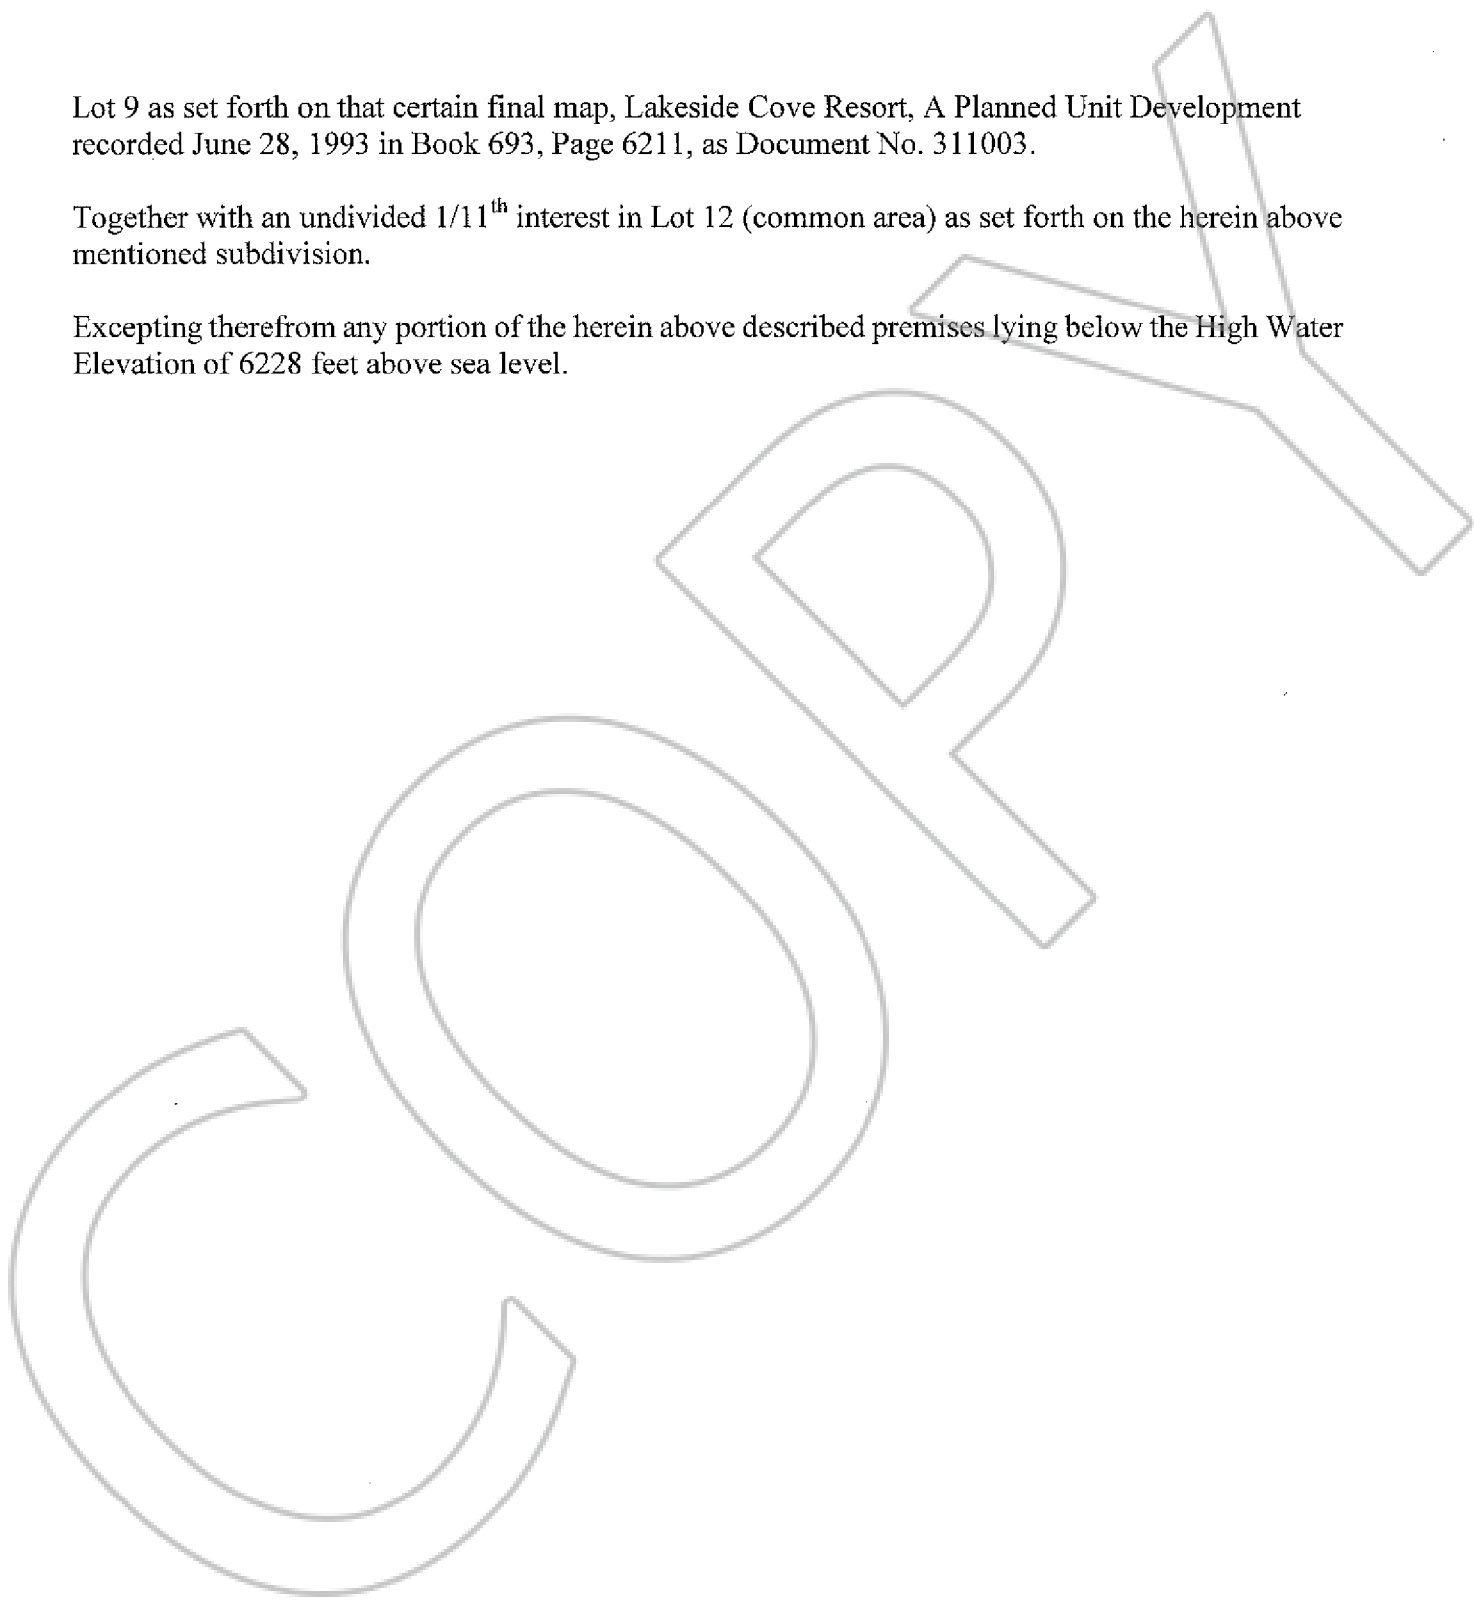 Lot 9 as set forth on that certain final map, Lakeside Cove Resort, A Planned Unit Development
recorded June 28, 1993 in Book 693, Page 6211, as Document No. 311003.
Together with an undivided 1/11th interest in Lot 12 (common area) as set forth on the herein above
mentioned subdivision.
Excepting therefrom any portion of the herein above described premises lying below the High Water
Elevation of 6228 feet above sea level.
COPY